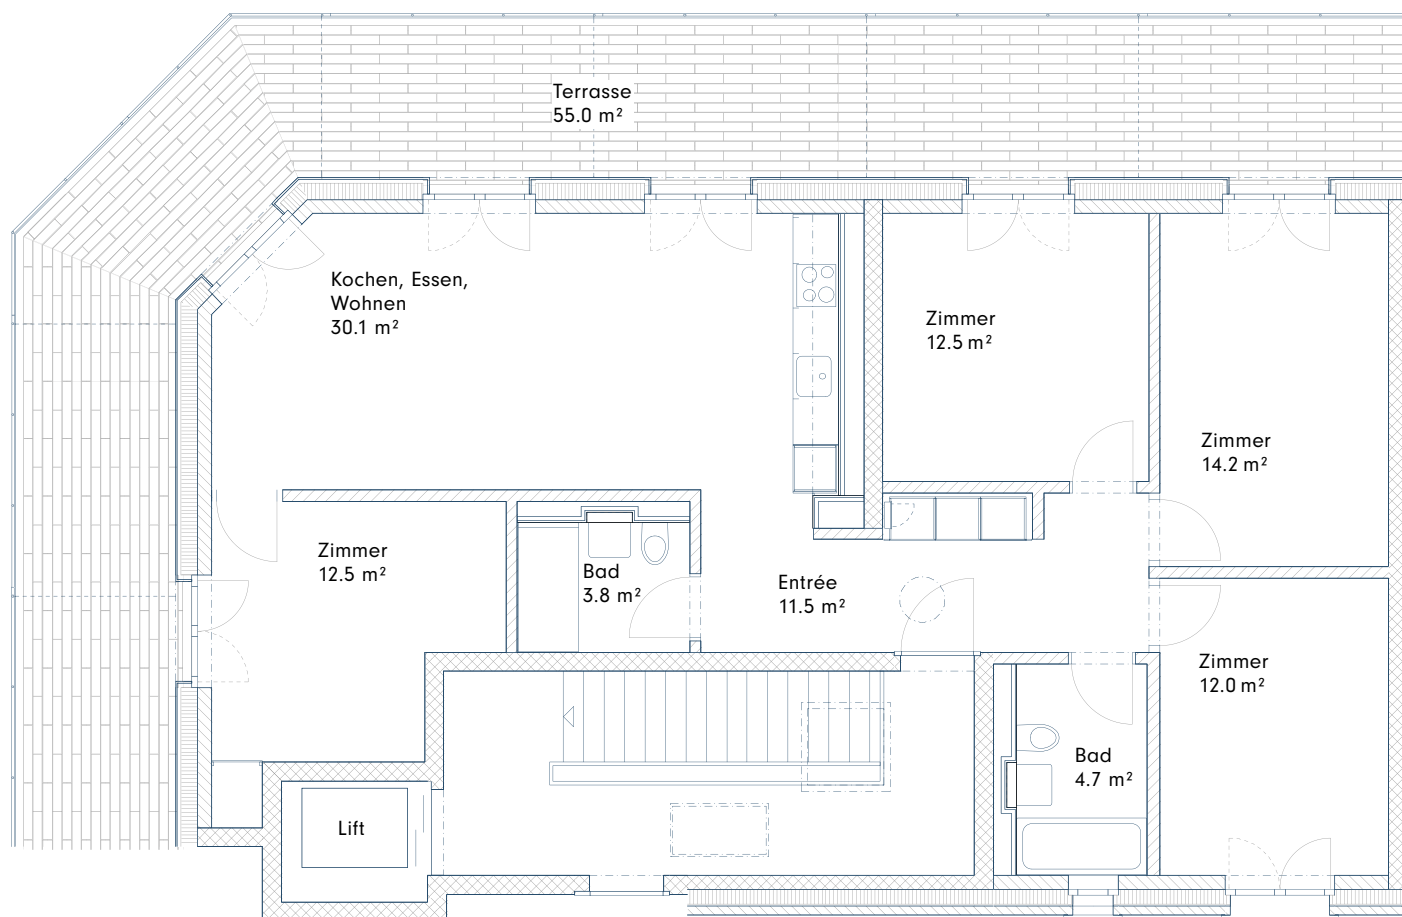 Terrasse
55.0 m²
Kochen, Essen,
Wohnen
30.1 m²
Zimmer
12.5 m²
Zimmer
14.2 m²
Zimmer
12.5 m²
Bad
3.8 m²
Entrée
11.5 m²
Zimmer
12.0 m²
Bad
4.7 m²
Lift